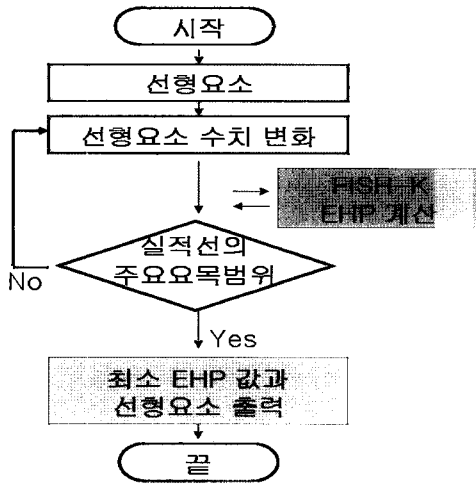 시작
선형요소
선형요소 수치 변화
FISH K
EHP 계산
실적선의
주요요목범위
No
Yes
최소 EHP 값과
선형요소 출력
끝